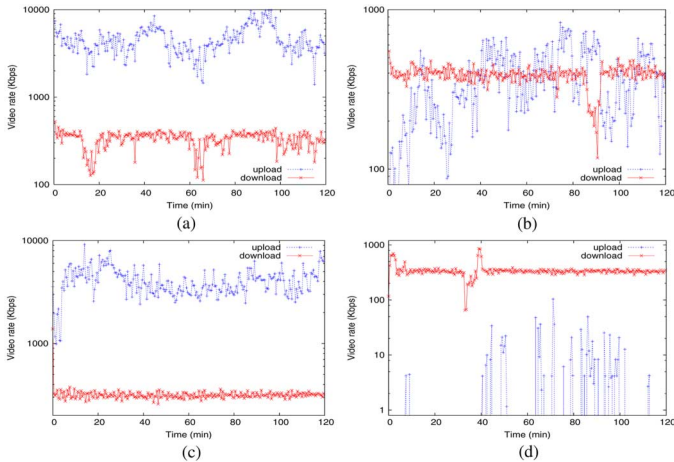 10000
1000
100
Video rate (Kbps)
upload
download
0 20 40 60 80 100 120
Time (min)
(a)
1000
100
Video rate (Kbps)
upload
download
0 20 40 60 80 100 120
Time (min)
(b)
10000
1000
Video rate (Kbps)
upload
download
0 20 40 60 80 100 120
Time (min)
(c)
1000
100
10
1
Video rate (Kbps)
upload
download
0 20 40 60 80 100 120
Time (min)
(d)